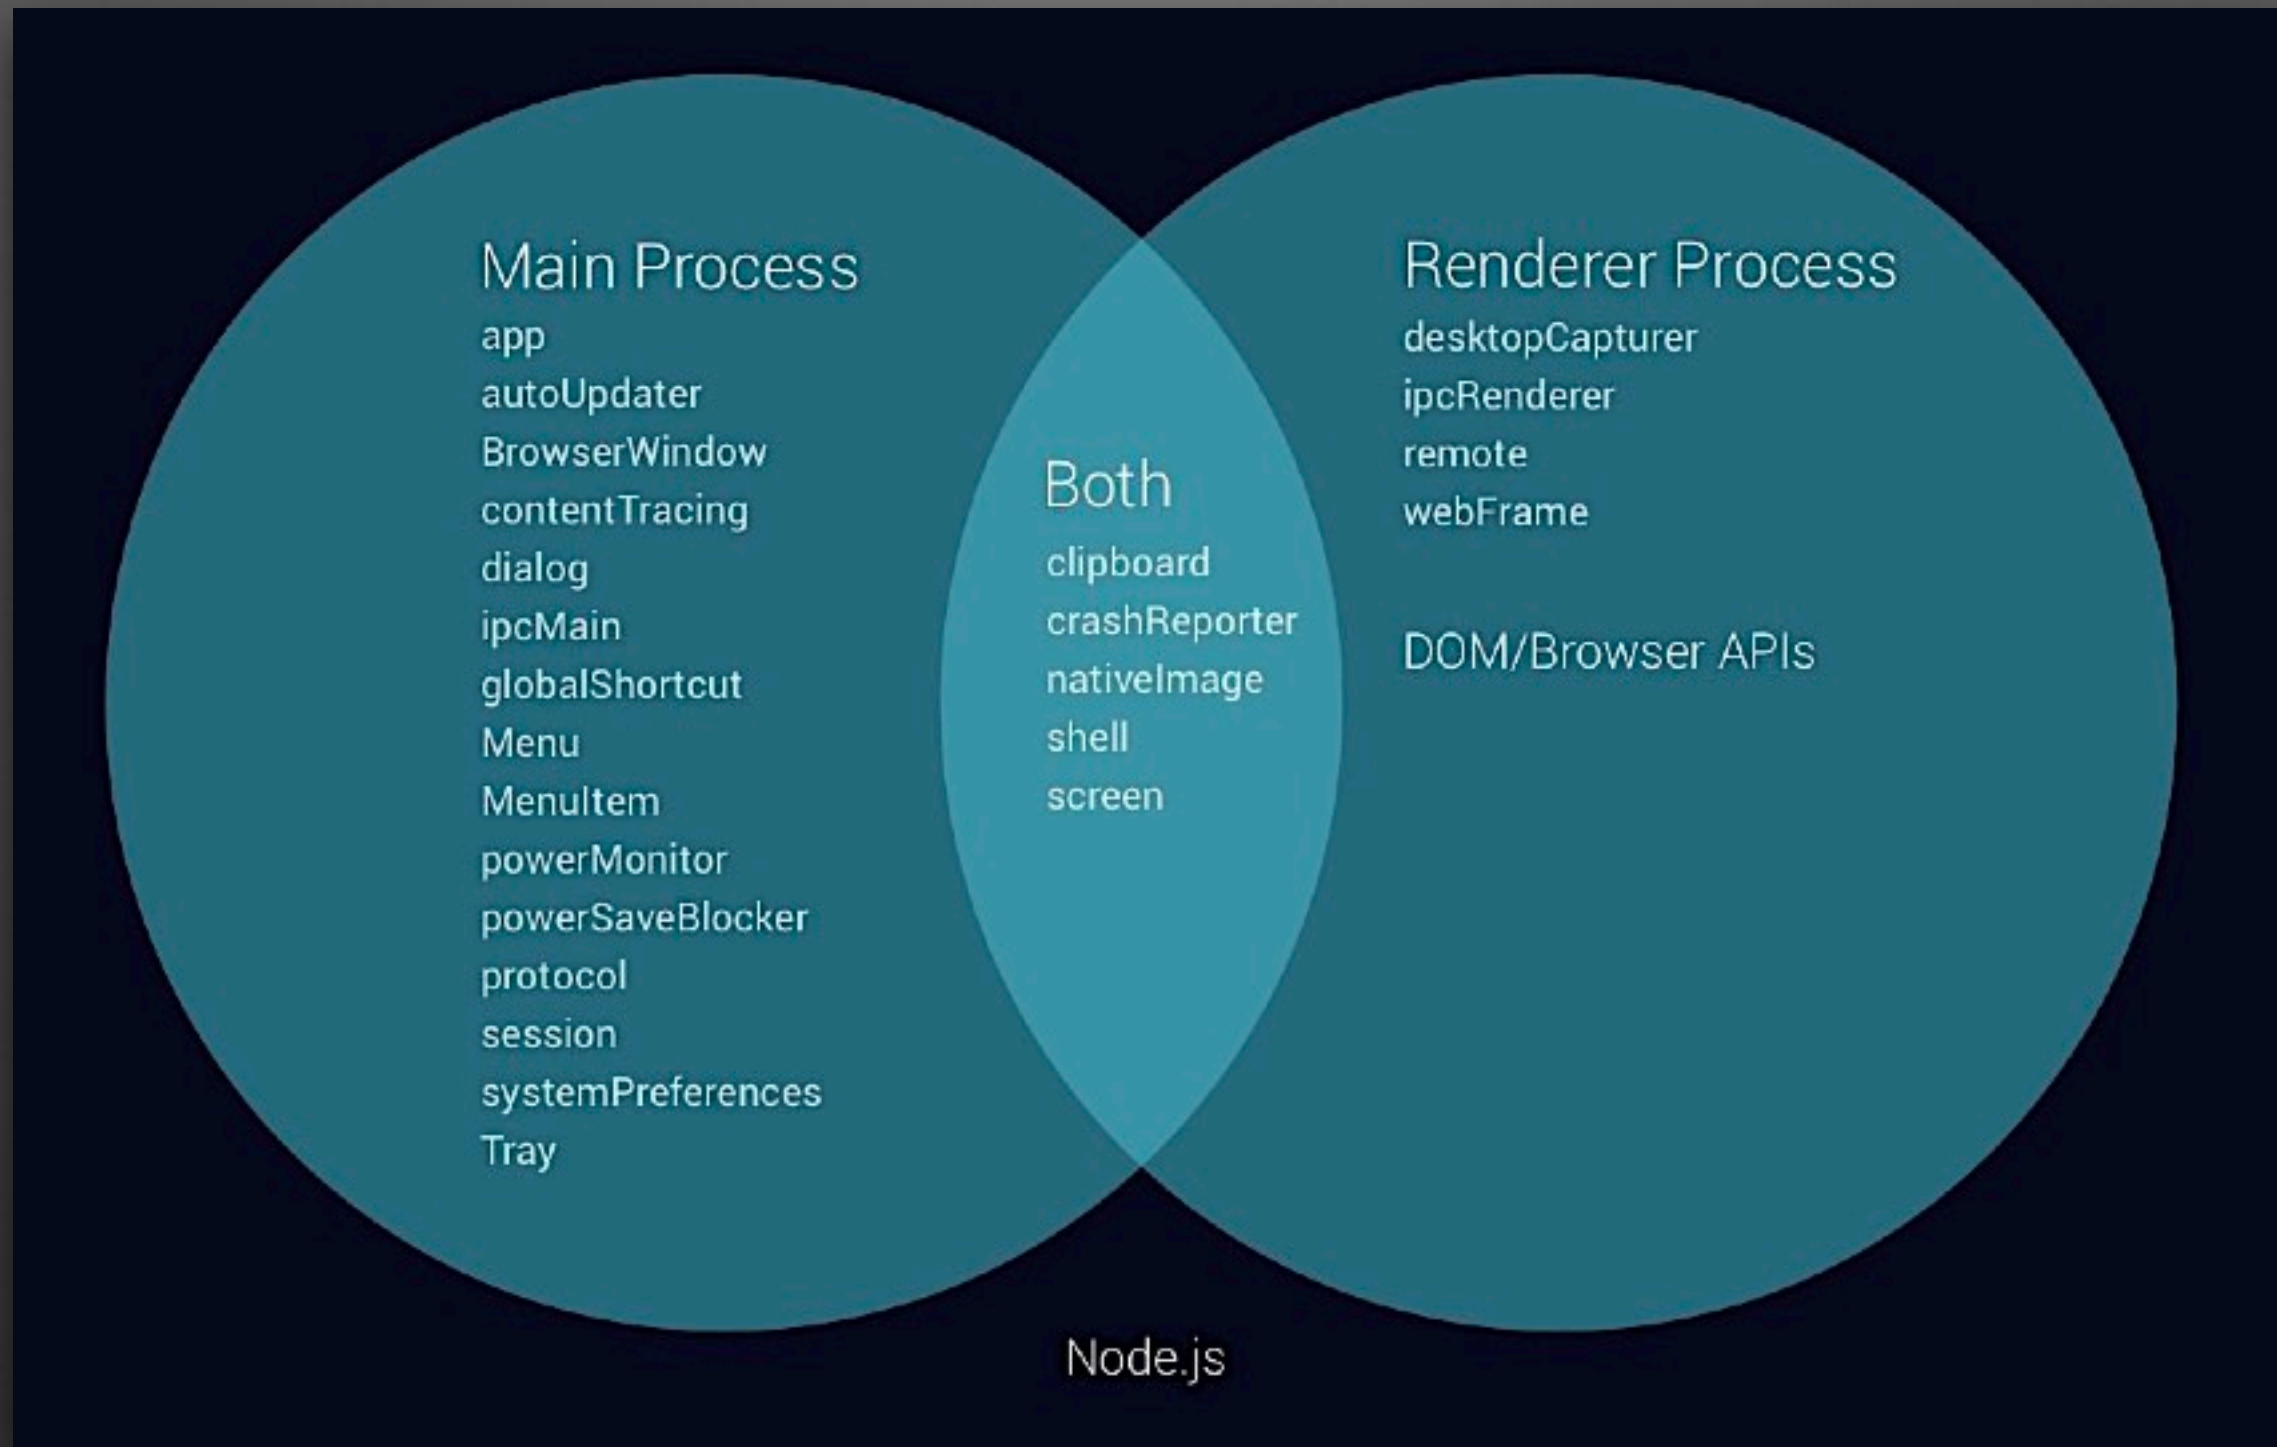 Main Process
app
autoUpdater
BrowserWindow
contentTracing
dialog
ipcMain
globalShortcut
Menu
MenuItem
powerMonitor
powerSaveBlocker
protocol
session
systemPreferences
Tray
Both
clipboard
crashReporter
nativeImage
shell
screen
Renderer Process
desktopCapturer
ipcRenderer
remote
webFrame
DOM/Browser APIs
Node.js